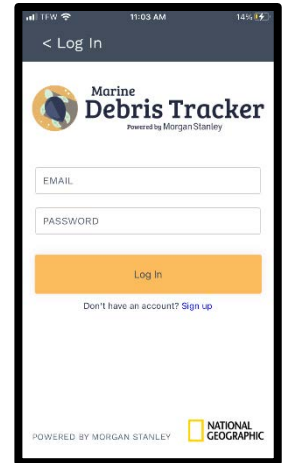 TFW 11:03 AM 14%
< Log In
Marine
Debris Tracker
Powered by Morgan Stanley
EMAIL
PASSWORD
Log In
Don't have an account? Sign up
POWERED BY MORGAN STANLEY
NATIONAL
GEOGRAPHIC